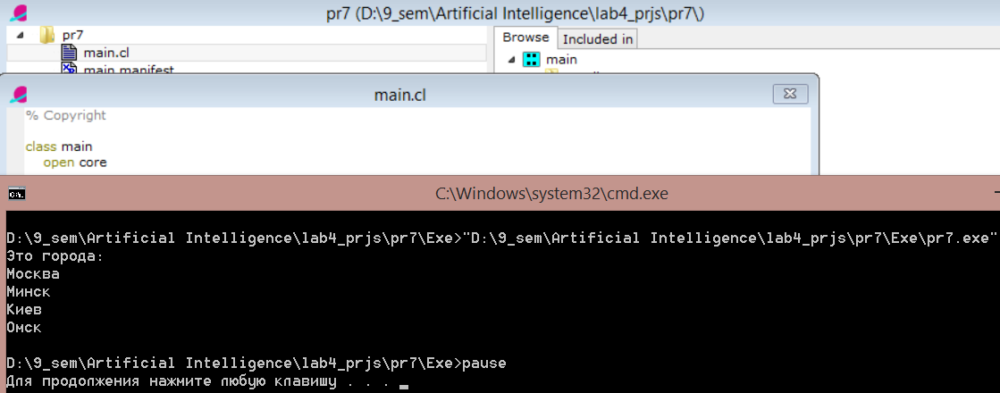 pr7 (D:\9_sem\Artificial Intelligence\lab4_prjs\pr7\)
pr7
main.cl
main.manifest
Browse
Included in
main
main.cl
% Copyright
class main
open core
C:\Windows\system32\cmd.exe
D:\9_sem\Artificial Intelligence\lab4_prjs\pr7\Exe>"D:\9_sem\Artificial Intelligence\lab4_prjs\pr7\Exe\pr7.exe"
Это города:
Москва
Минск
Киев
Омск
D:\9_sem\Artificial Intelligence\lab4_prjs\pr7\Exe>pause
Для продолжения нажмите любую клавишу . . .